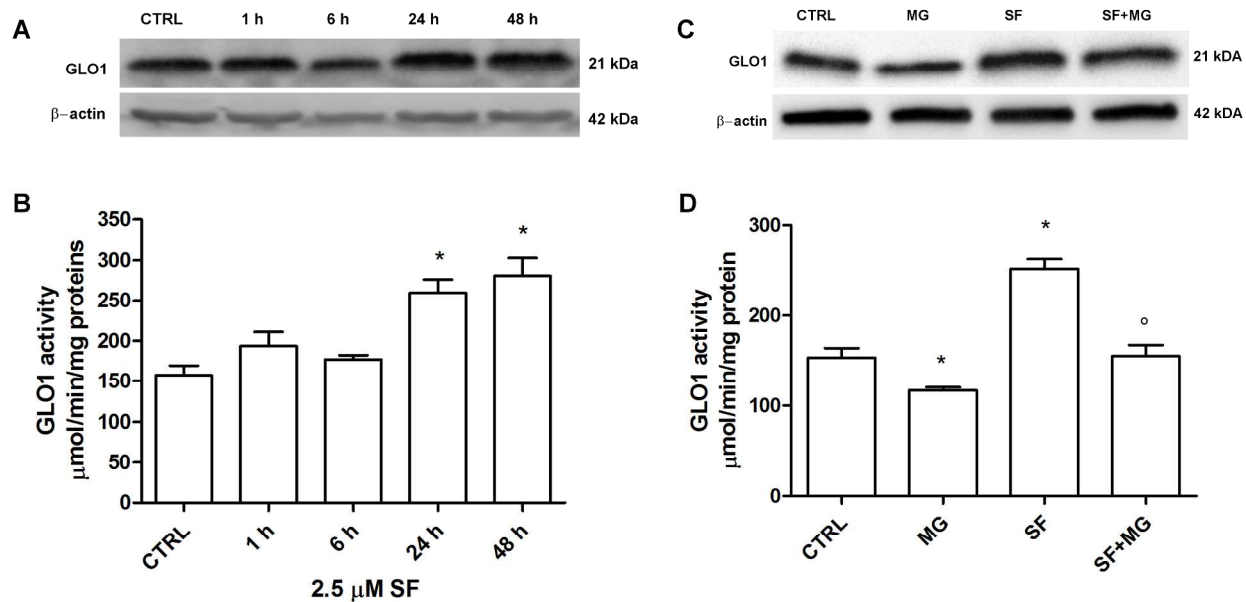 A
CTRL 1 h 6 h 24 h 48 h
GLO1 21 kDa
β−actin 42 kDa
B
GLO1 activity
μmol/min/mg proteins
350
300
250
200
150
100
50
0
* *
CTRL 1 h 6 h 24 h 48 h
2.5 μM SF
C
CTRL MG SF SF+MG
GLO1 21 kDA
β−actin 42 kDA
D
GLO1 activity
μmol/min/mg protein
300
200
100
0
* * °
CTRL MG SF SF+MG